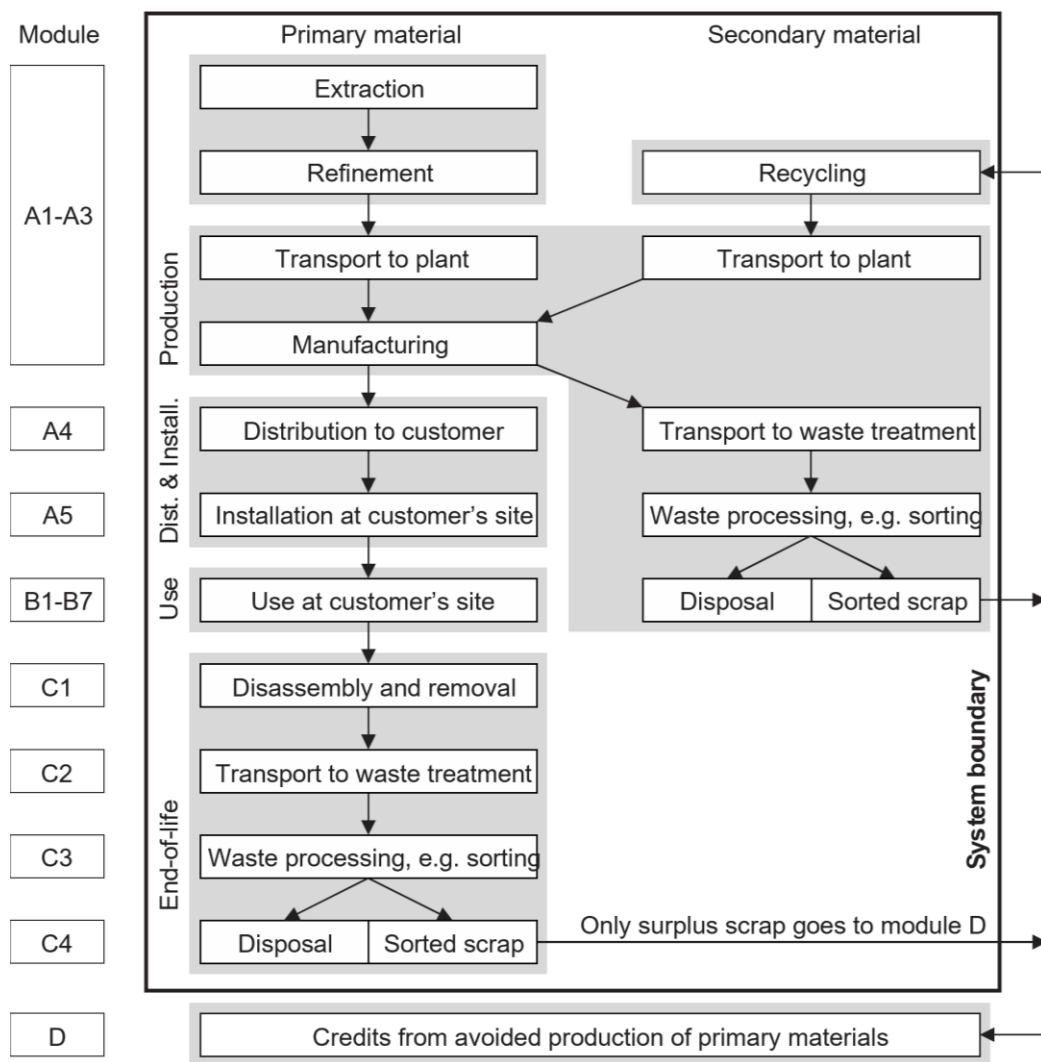 Module
Primary material
Secondary material
A1-A3
Production
Extraction
Refinement
Recycling
Transport to plant
Transport to plant
Manufacturing
A4
Dist. & Install.
Distribution to customer
Transport to waste treatment
A5
Installation at customer's site
Waste processing, e.g. sorting
B1-B7
Use
Use at customer's site
Disposal
Sorted scrap
C1
Disassembly and removal
System boundary
C2
Transport to waste treatment
End-of-life
C3
Waste processing, e.g. sorting
C4
Disposal
Sorted scrap
Only surplus scrap goes to module D
D
Credits from avoided production of primary materials